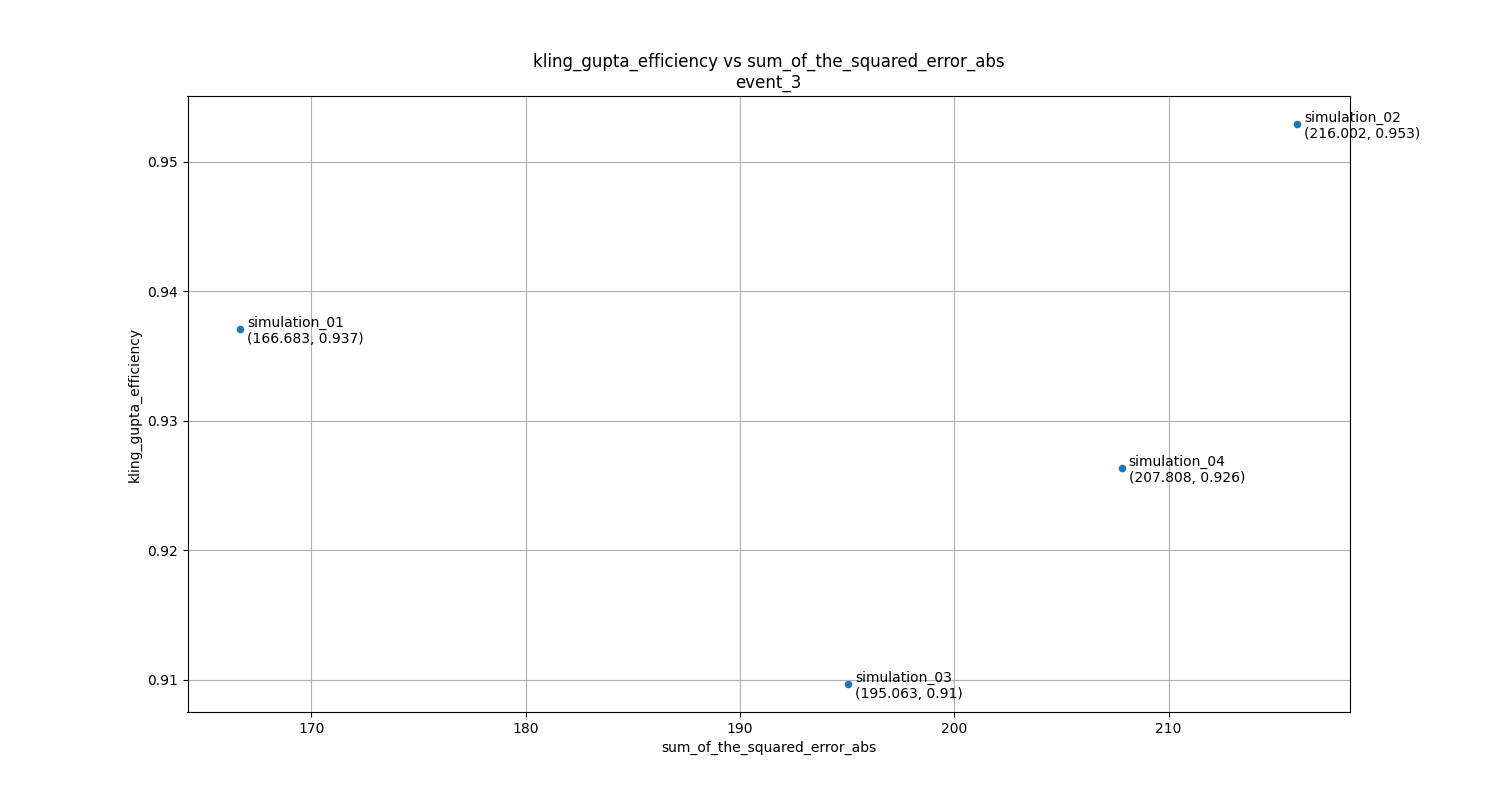 kling_gupta_efficiency vs sum_of_the_squared_error_abs
event_3
simulation_02
(216.002, 0.953)
0.95
0.94
simulation_01
(166.683, 0.937)
kling_gupta_efficiency
0.93
simulation_04
(207.808, 0.926)
0.92
simulation_03
(195.063, 0.91)
0.91
170
180
190
200
210
sum_of_the_squared_error_abs